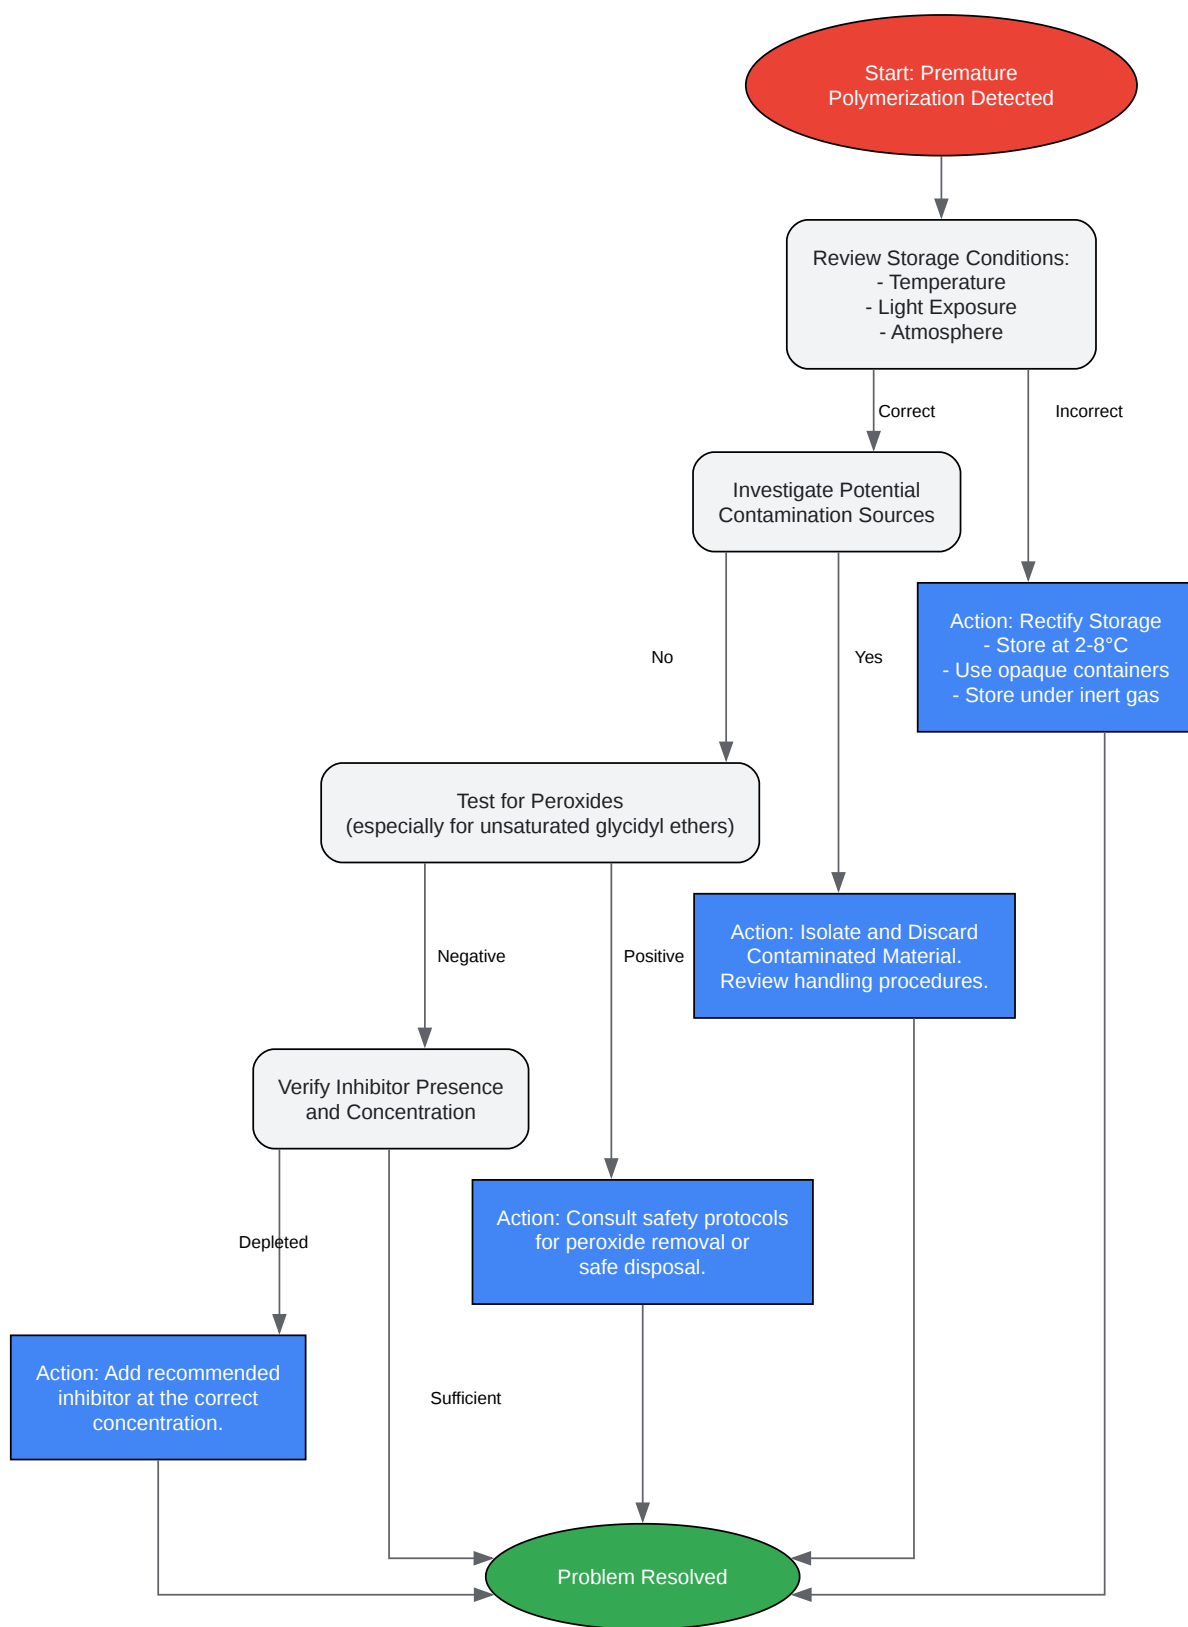 Start: Premature
Polymerization Detected
Review Storage Conditions:
- Temperature
- Light Exposure
- Atmosphere
Correct
Incorrect
Investigate Potential
Contamination Sources
No
Yes
Action: Rectify Storage
- Store at 2-8°C
- Use opaque containers
- Store under inert gas
Test for Peroxides
(especially for unsaturated glycidyl ethers)
Negative
Positive
Action: Isolate and Discard
Contaminated Material.
Review handling procedures.
Verify Inhibitor Presence
and Concentration
Depleted
Sufficient
Action: Consult safety protocols
for peroxide removal or
safe disposal.
Action: Add recommended
inhibitor at the correct
concentration.
Problem Resolved